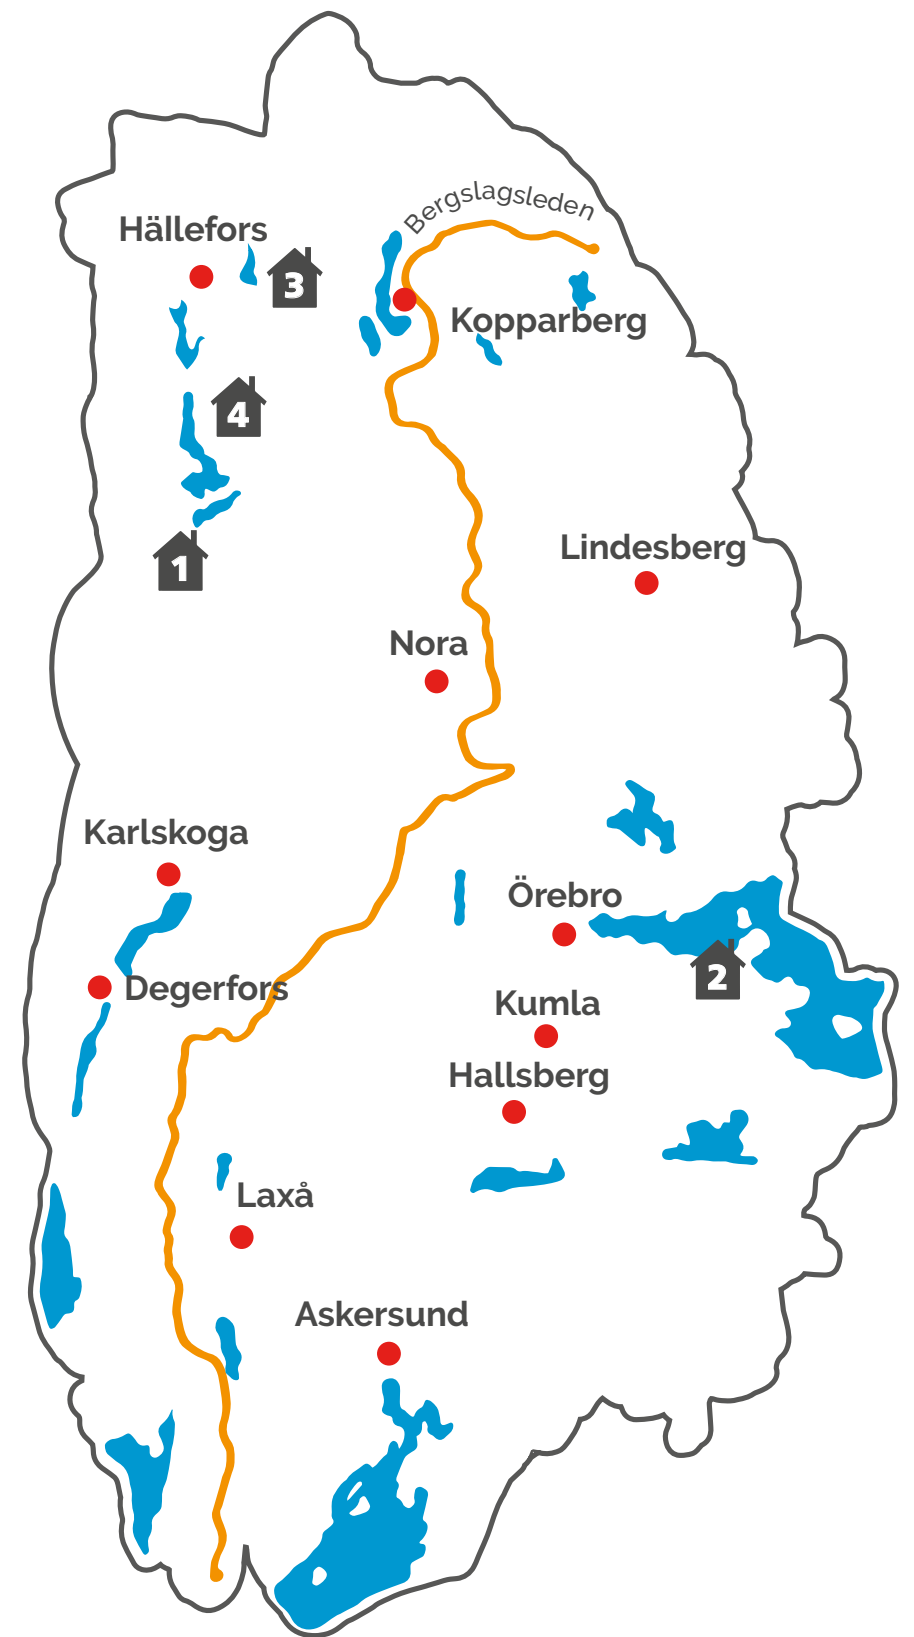 Bergslagsleden
Hällefors
3
Kopparberg
4
Lindesberg
1
Nora
Karlskoga
Örebro
2
Degerfors
Kumla
Hallsberg
Laxå
Askersund